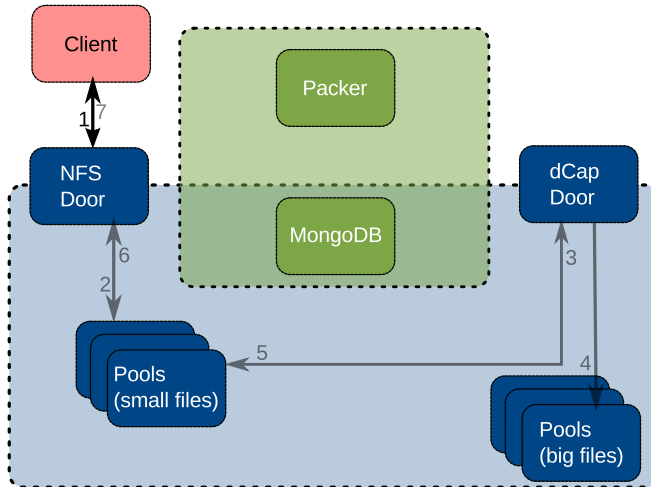 Client
Packer
1
7
NFS
Door
dCap
Door
MongoDB
6
3
2
5
4
Pools
(small files)
Pools
(big files)